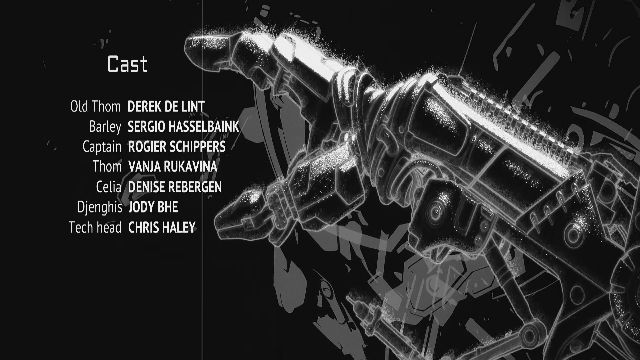 Cast
Old Thom DEREK DE LINT
Barley SERGIO HASSELBAINK
Captain ROGIER SCHIPPERS
Thom VANJA RUKAVINA
Celia DENISE REBERGEN
Djenghis JODY BHE
Tech head CHRIS HALEY